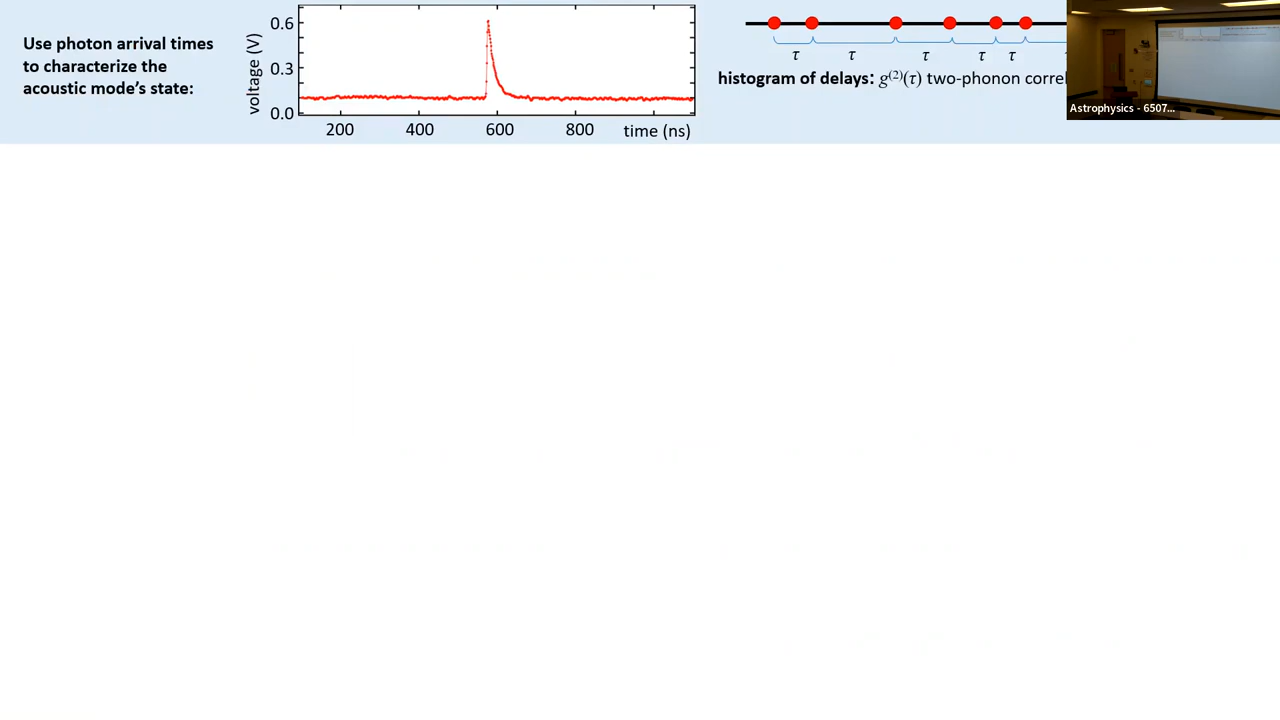 Use photon arrival times
to characterize the
acoustic mode's state:
voltage (V)
0.6
0.3
0.0
200 400 600 800 time (ns)
τ τ τ τ τ
histogram of delays: g⁽²⁾(τ) two-phonon
Astrophysics - 6507...